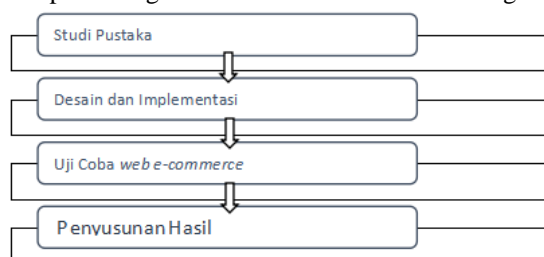 Studi Pustaka
Desain dan Implementasi
Uji Coba web e-commerce
Penyusunan Hasil